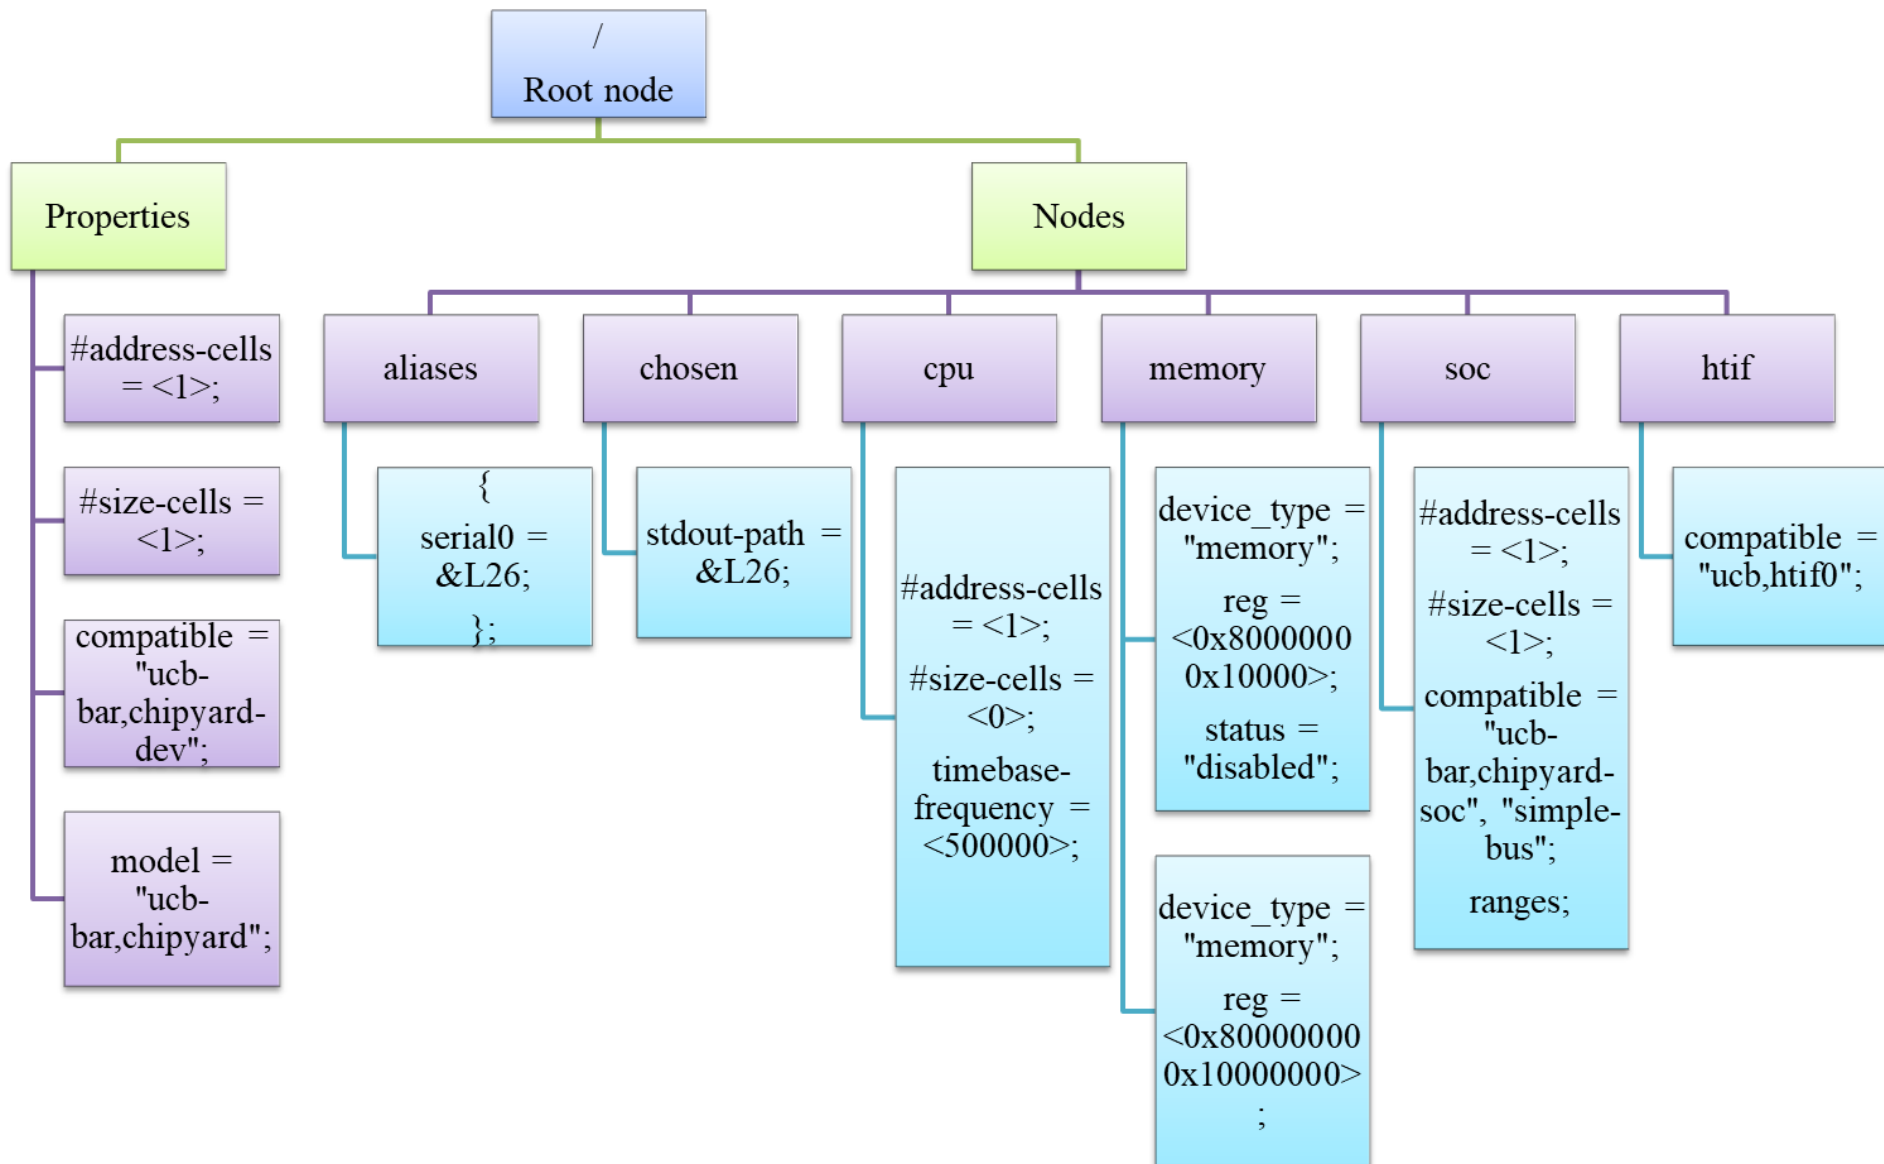 /
Root node
Properties
Nodes
#address-cells
= <1>;
#size-cells =
<1>;
compatible =
"ucb-
bar,chipyard-
dev";
model =
"ucb-
bar,chipyard";
aliases
{
serial0 =
&L26;
};
chosen
stdout-path =
&L26;
cpu
#address-cells
= <1>;
#size-cells =
<0>;
timebase-
frequency =
<500000>;
memory
device_type =
"memory";
reg =
<0x8000000
0x10000>;
status =
"disabled";
device_type =
"memory";
reg =
<0x80000000
0x10000000>
;
soc
#address-cells
= <1>;
#size-cells =
<1>;
compatible =
"ucb-
bar,chipyard-
soc", "simple-
bus";
ranges;
htif
compatible =
"ucb,htif0";